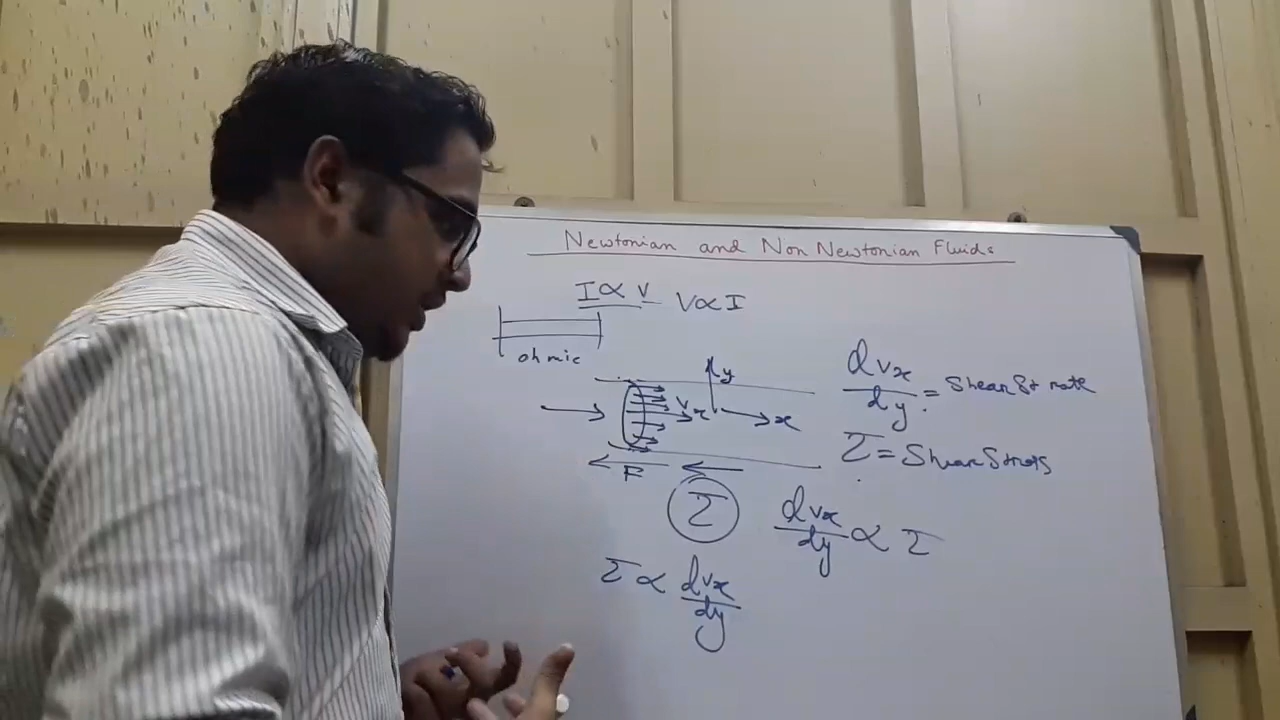 Newtonian and Non Newtonian Fluids
I ∝ V V ∝ I
ohmic
y
Vx x
F
dvx/dy = Shear St rate
τ = Shear Stress
τ
dvx/dy ∝ τ
τ ∝ dvx/dy